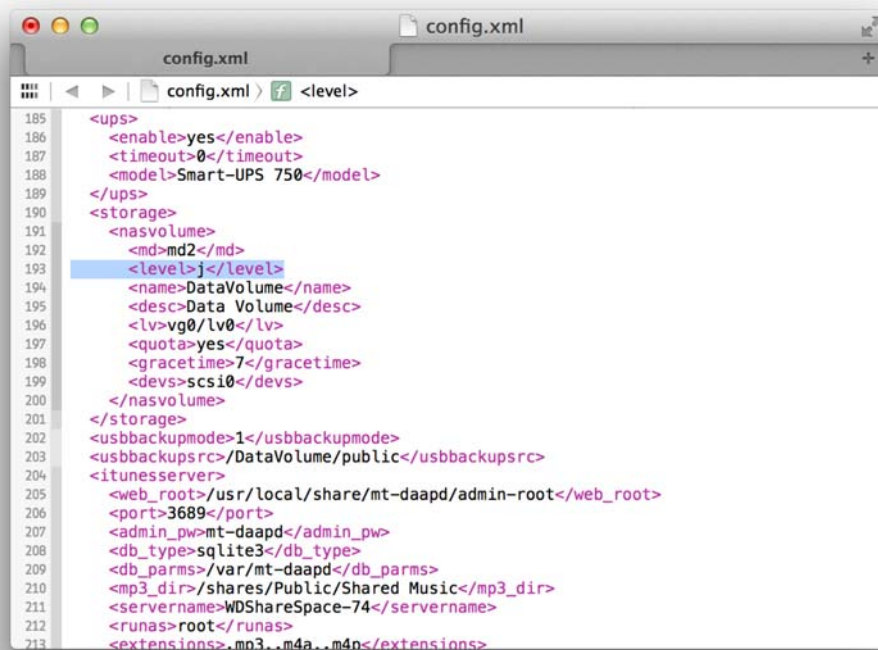 config.xml
config.xml
config.xml 〉 f <level>
185 <ups>
186 <enable>yes</enable>
187 <timeout>0</timeout>
188 <model>Smart-UPS 750</model>
189 </ups>
190 <storage>
191 <nasvolume>
192 <md>md2</md>
193 <level>j</level>
194 <name>DataVolume</name>
195 <desc>Data Volume</desc>
196 <lv>vg0/lv0</lv>
197 <quota>yes</quota>
198 <gracetime>7</gracetime>
199 <devs>scsi0</devs>
200 </nasvolume>
201 </storage>
202 <usbbackupmode>1</usbbackupmode>
203 <usbbackupsrc>/DataVolume/public</usbbackupsrc>
204 <itunesserver>
205 <web_root>/usr/local/share/mt-daapd/admin-root</web_root>
206 <port>3689</port>
207 <admin_pw>mt-daapd</admin_pw>
208 <db_type>sqlite3</db_type>
209 <db_parms>/var/mt-daapd</db_parms>
210 <mp3_dir>/shares/Public/Shared Music</mp3_dir>
211 <servername>WDShareSpace-74</servername>
212 <runas>root</runas>
213 <extensions>.mp3,.m4a,.m4p</extensions>